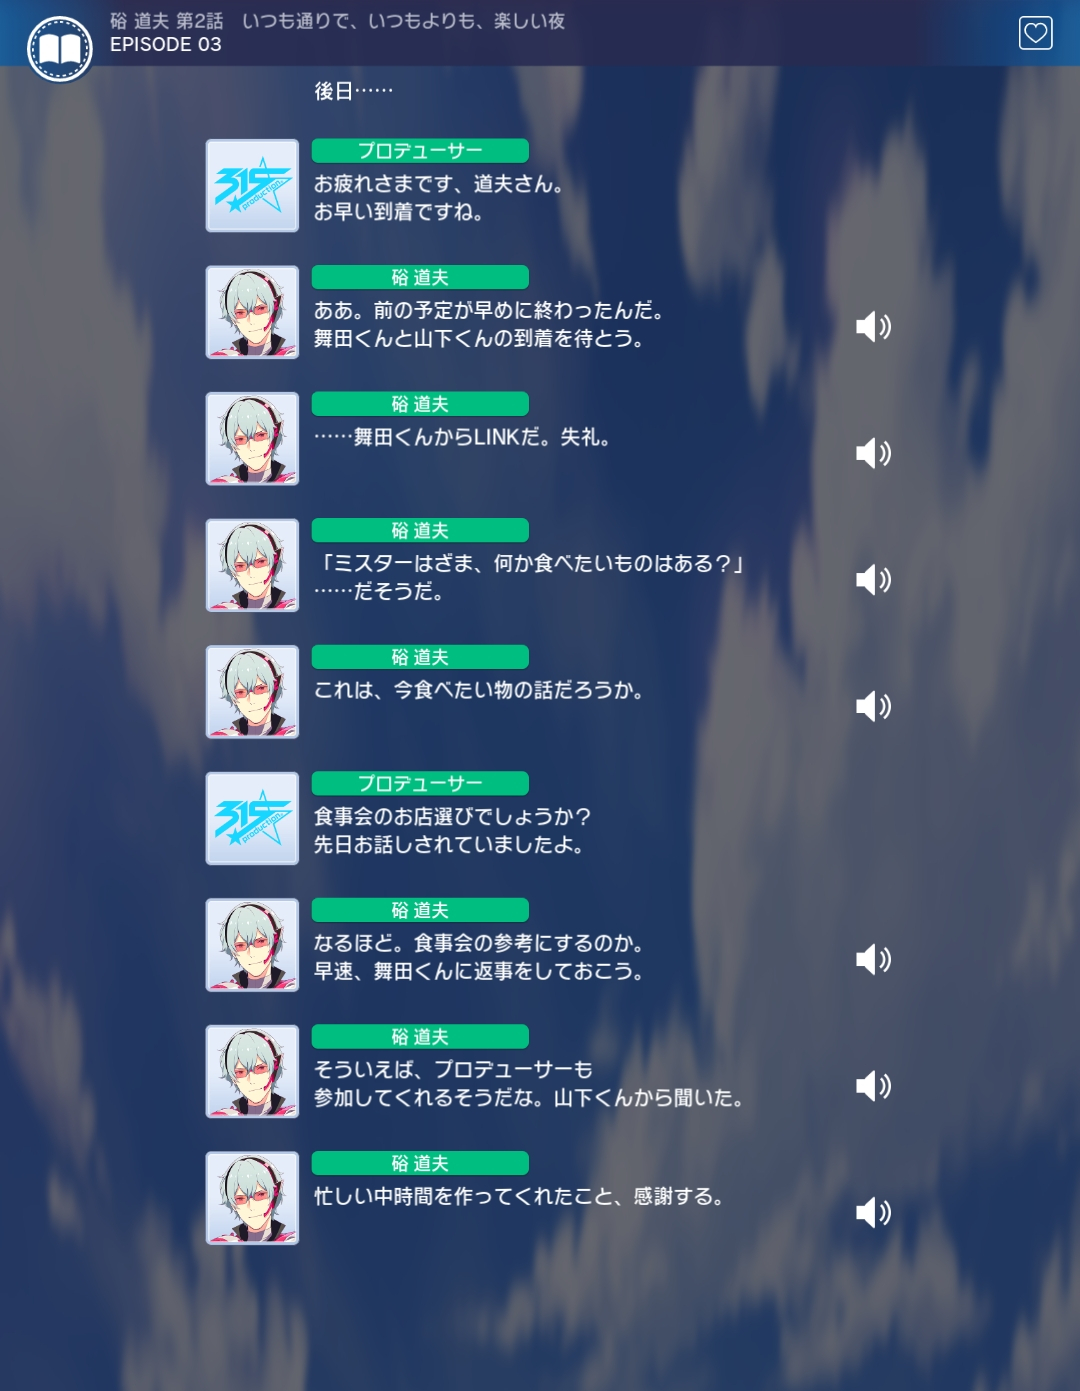 硲 道夫 第2話　いつも通りで、いつもよりも、楽しい夜
EPISODE 03
後日……
プロデューサー
お疲れさまです、道夫さん。
お早い到着ですね。
硲 道夫
ああ。前の予定が早めに終わったんだ。
舞田くんと山下くんの到着を待とう。
硲 道夫
……舞田くんからLINKだ。失礼。
硲 道夫
「ミスターはざま、何か食べたいものはある？」
……だそうだ。
硲 道夫
これは、今食べたい物の話だろうか。
プロデューサー
食事会のお店選びでしょうか？
先日お話しされていましたよ。
硲 道夫
なるほど。食事会の参考にするのか。
早速、舞田くんに返事をしておこう。
硲 道夫
そういえば、プロデューサーも
参加してくれるそうだな。山下くんから聞いた。
硲 道夫
忙しい中時間を作ってくれたこと、感謝する。
315
production
315
production